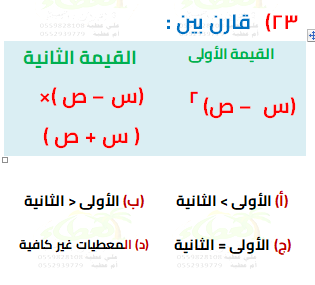 ٢٣) قارن بين :
القيمة الأولى القيمة الثانية
(س – ص)٢ (س – ص )×
( س + ص )
(أ) الأولى > الثانية (ب) الأولى < الثانية
(ج) الأولى = الثانية (د) المعطيات غير كافية